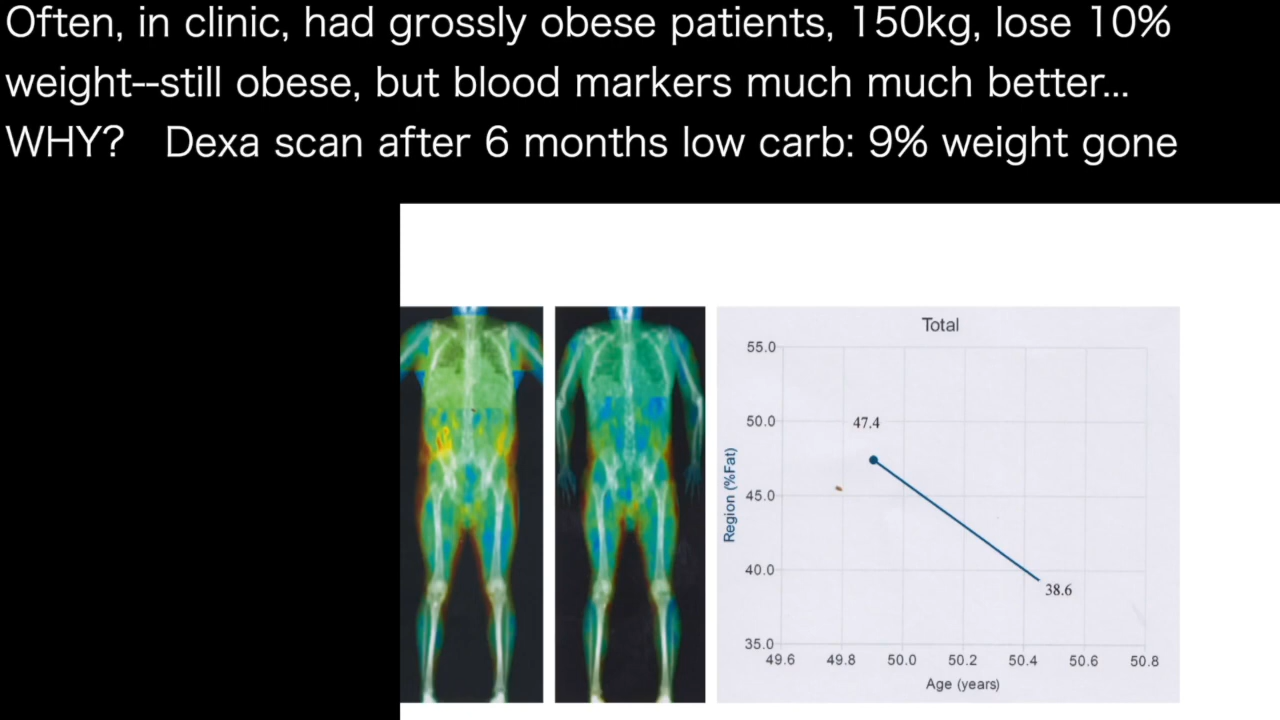 Often, in clinic, had grossly obese patients, 150kg, lose 10%
weight--still obese, but blood markers much much better...
WHY? Dexa scan after 6 months low carb: 9% weight gone
Total
55.0
50.0
45.0
40.0
35.0
Region (%Fat)
47.4
38.6
49.6 49.8 50.0 50.2 50.4 50.6 50.8
Age (years)